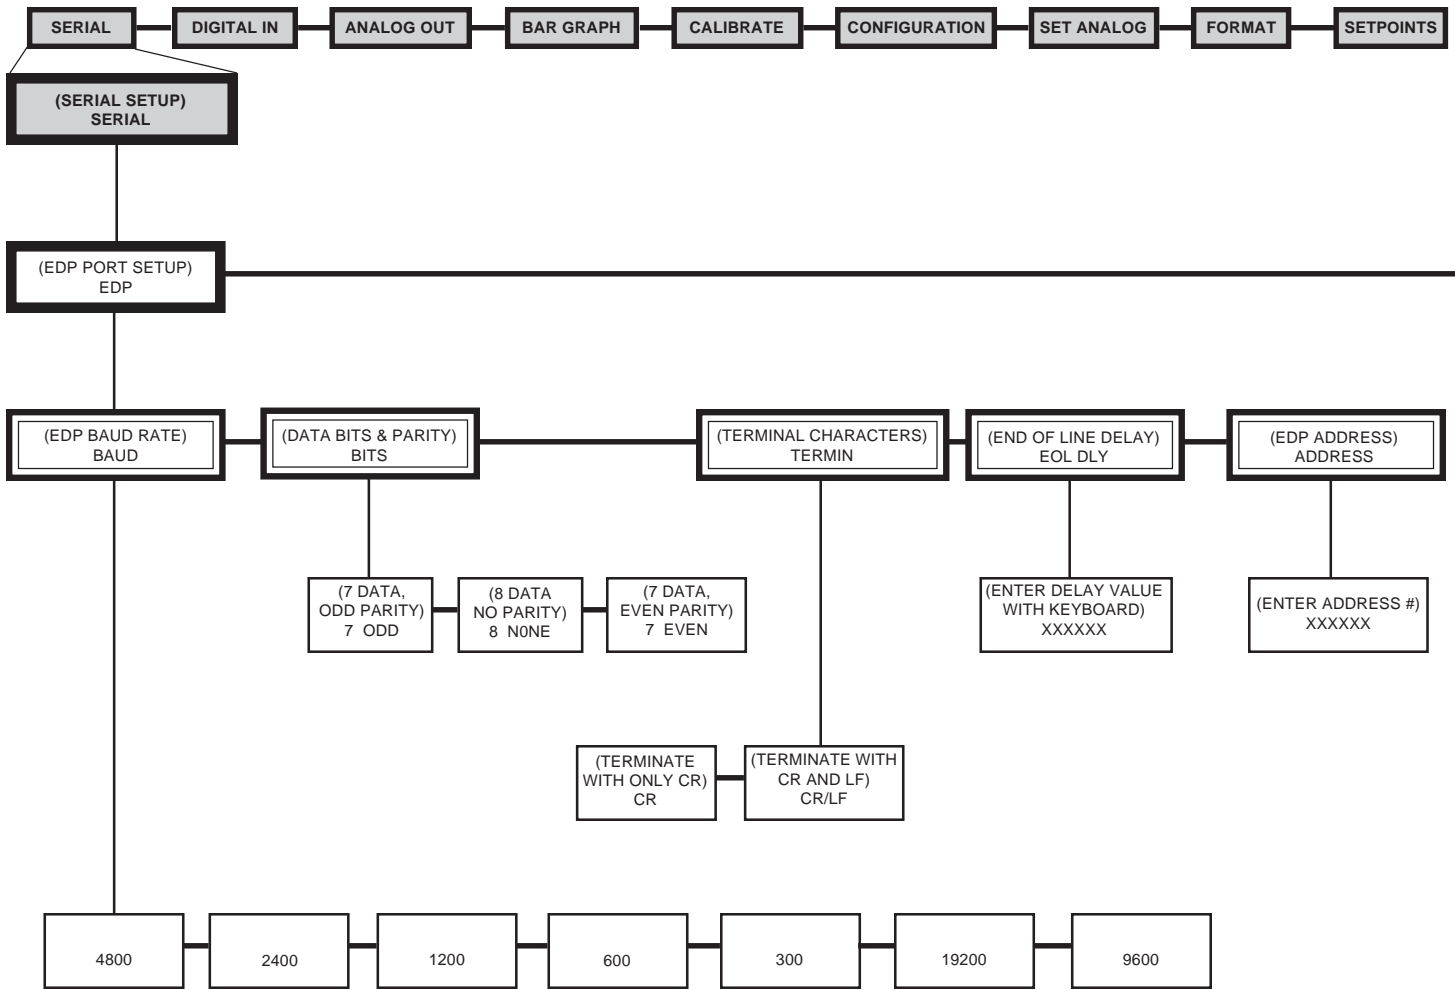 SERIAL
DIGITAL IN
ANALOG OUT
BAR GRAPH
CALIBRATE
CONFIGURATION
SET ANALOG
FORMAT
SETPOINTS
(SERIAL SETUP)
SERIAL
(EDP PORT SETUP)
EDP
(EDP BAUD RATE)
BAUD
(DATA BITS & PARITY)
BITS
(TERMINAL CHARACTERS)
TERMIN
(END OF LINE DELAY)
EOL DLY
(EDP ADDRESS)
ADDRESS
(7 DATA,
ODD PARITY)
7 ODD
(8 DATA
NO PARITY)
8 N0NE
(7 DATA,
EVEN PARITY)
7 EVEN
(ENTER DELAY VALUE
WITH KEYBOARD)
XXXXXX
(ENTER ADDRESS #)
XXXXXX
(TERMINATE
WITH ONLY CR)
CR
(TERMINATE WITH
CR AND LF)
CR/LF
4800
2400
1200
600
300
19200
9600